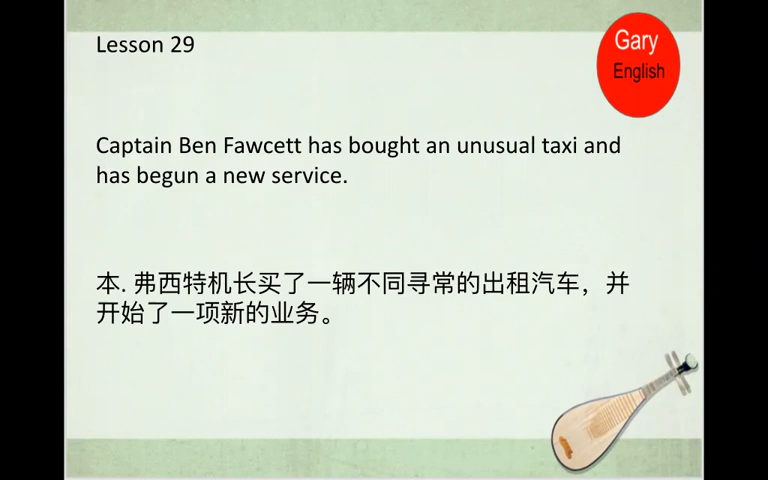 Lesson 29
Gary
English
Captain Ben Fawcett has bought an unusual taxi and
has begun a new service.
本. 弗西特机长买了一辆不同寻常的出租汽车，并
开始了一项新的业务。